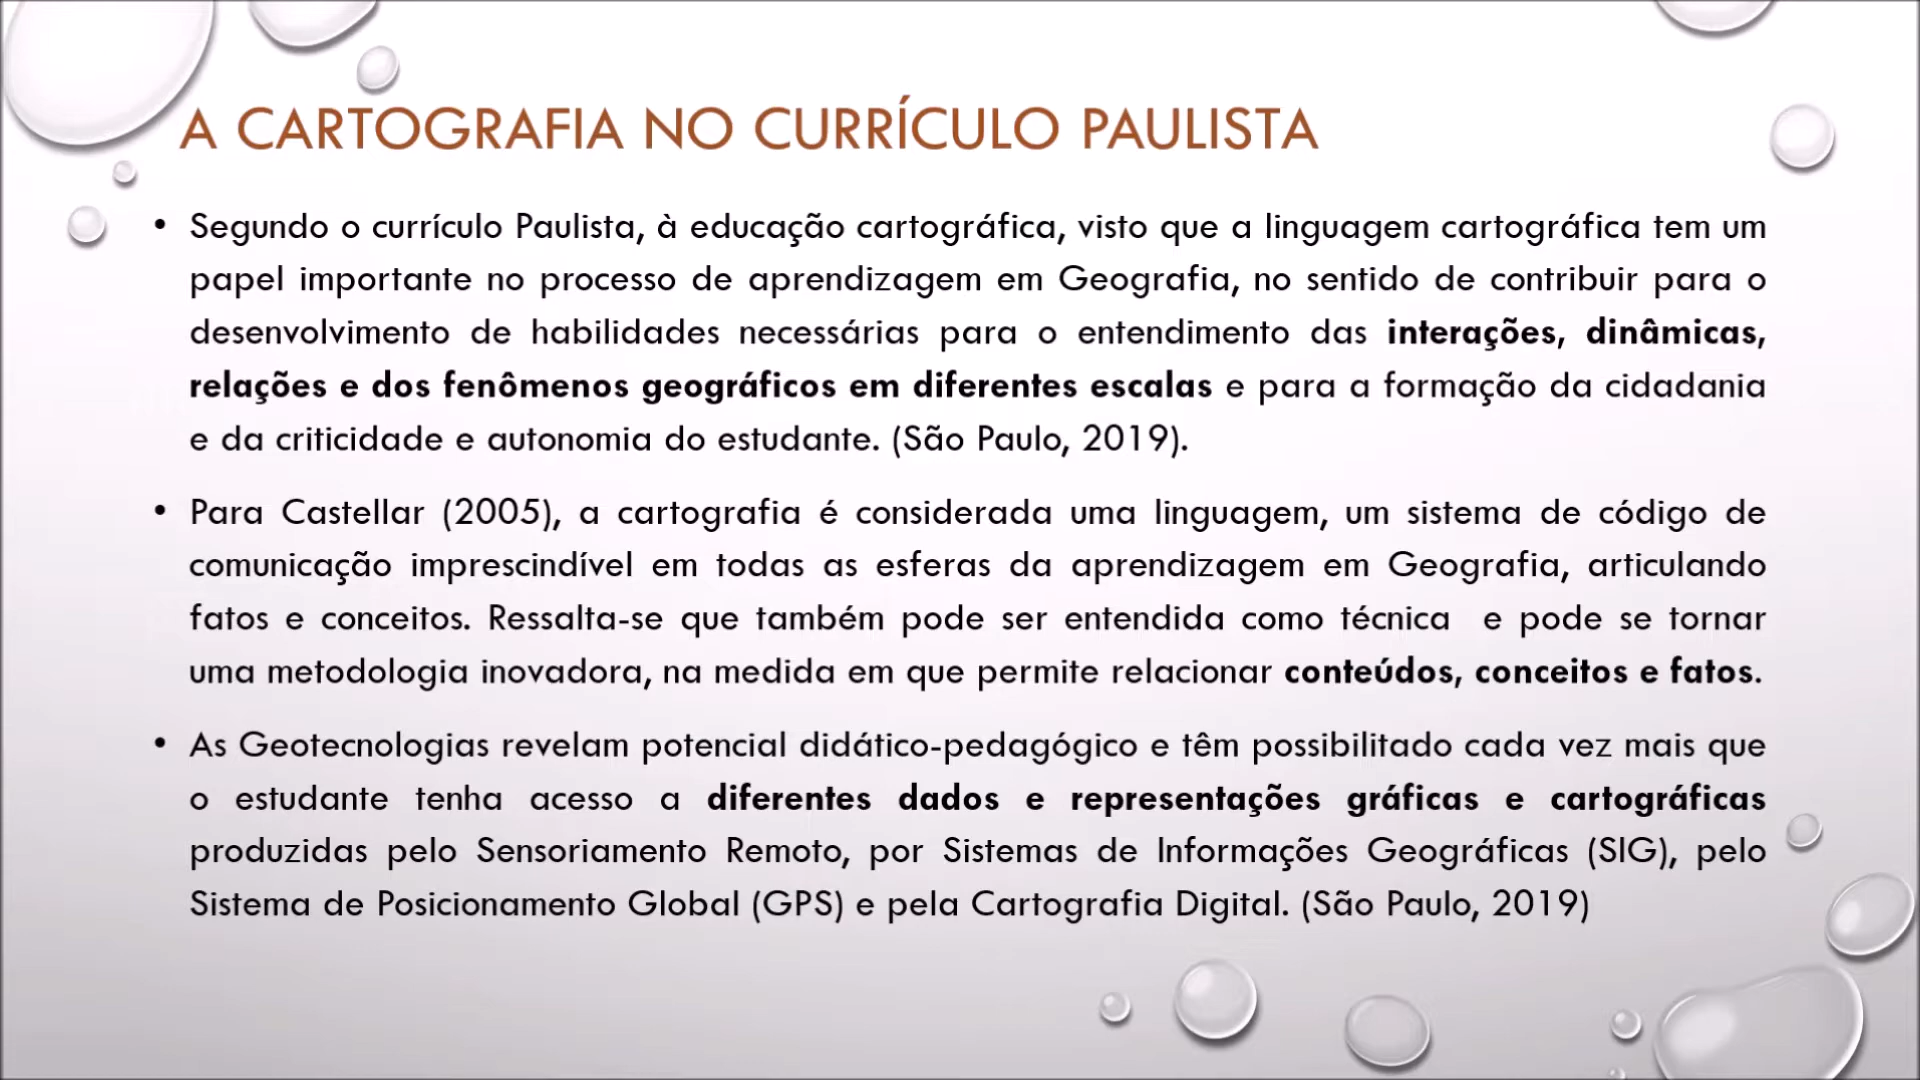 A CARTOGRAFIA NO CURRÍCULO PAULISTA
• Segundo o currículo Paulista, à educação cartográfica, visto que a linguagem cartográfica tem um
papel importante no processo de aprendizagem em Geografia, no sentido de contribuir para o
desenvolvimento de habilidades necessárias para o entendimento das interações, dinâmicas,
relações e dos fenômenos geográficos em diferentes escalas e para a formação da cidadania
e da criticidade e autonomia do estudante. (São Paulo, 2019).
• Para Castellar (2005), a cartografia é considerada uma linguagem, um sistema de código de
comunicação imprescindível em todas as esferas da aprendizagem em Geografia, articulando
fatos e conceitos. Ressalta-se que também pode ser entendida como técnica e pode se tornar
uma metodologia inovadora, na medida em que permite relacionar conteúdos, conceitos e fatos.
• As Geotecnologias revelam potencial didático-pedagógico e têm possibilitado cada vez mais que
o estudante tenha acesso a diferentes dados e representações gráficas e cartográficas
produzidas pelo Sensoriamento Remoto, por Sistemas de Informações Geográficas (SIG), pelo
Sistema de Posicionamento Global (GPS) e pela Cartografia Digital. (São Paulo, 2019)